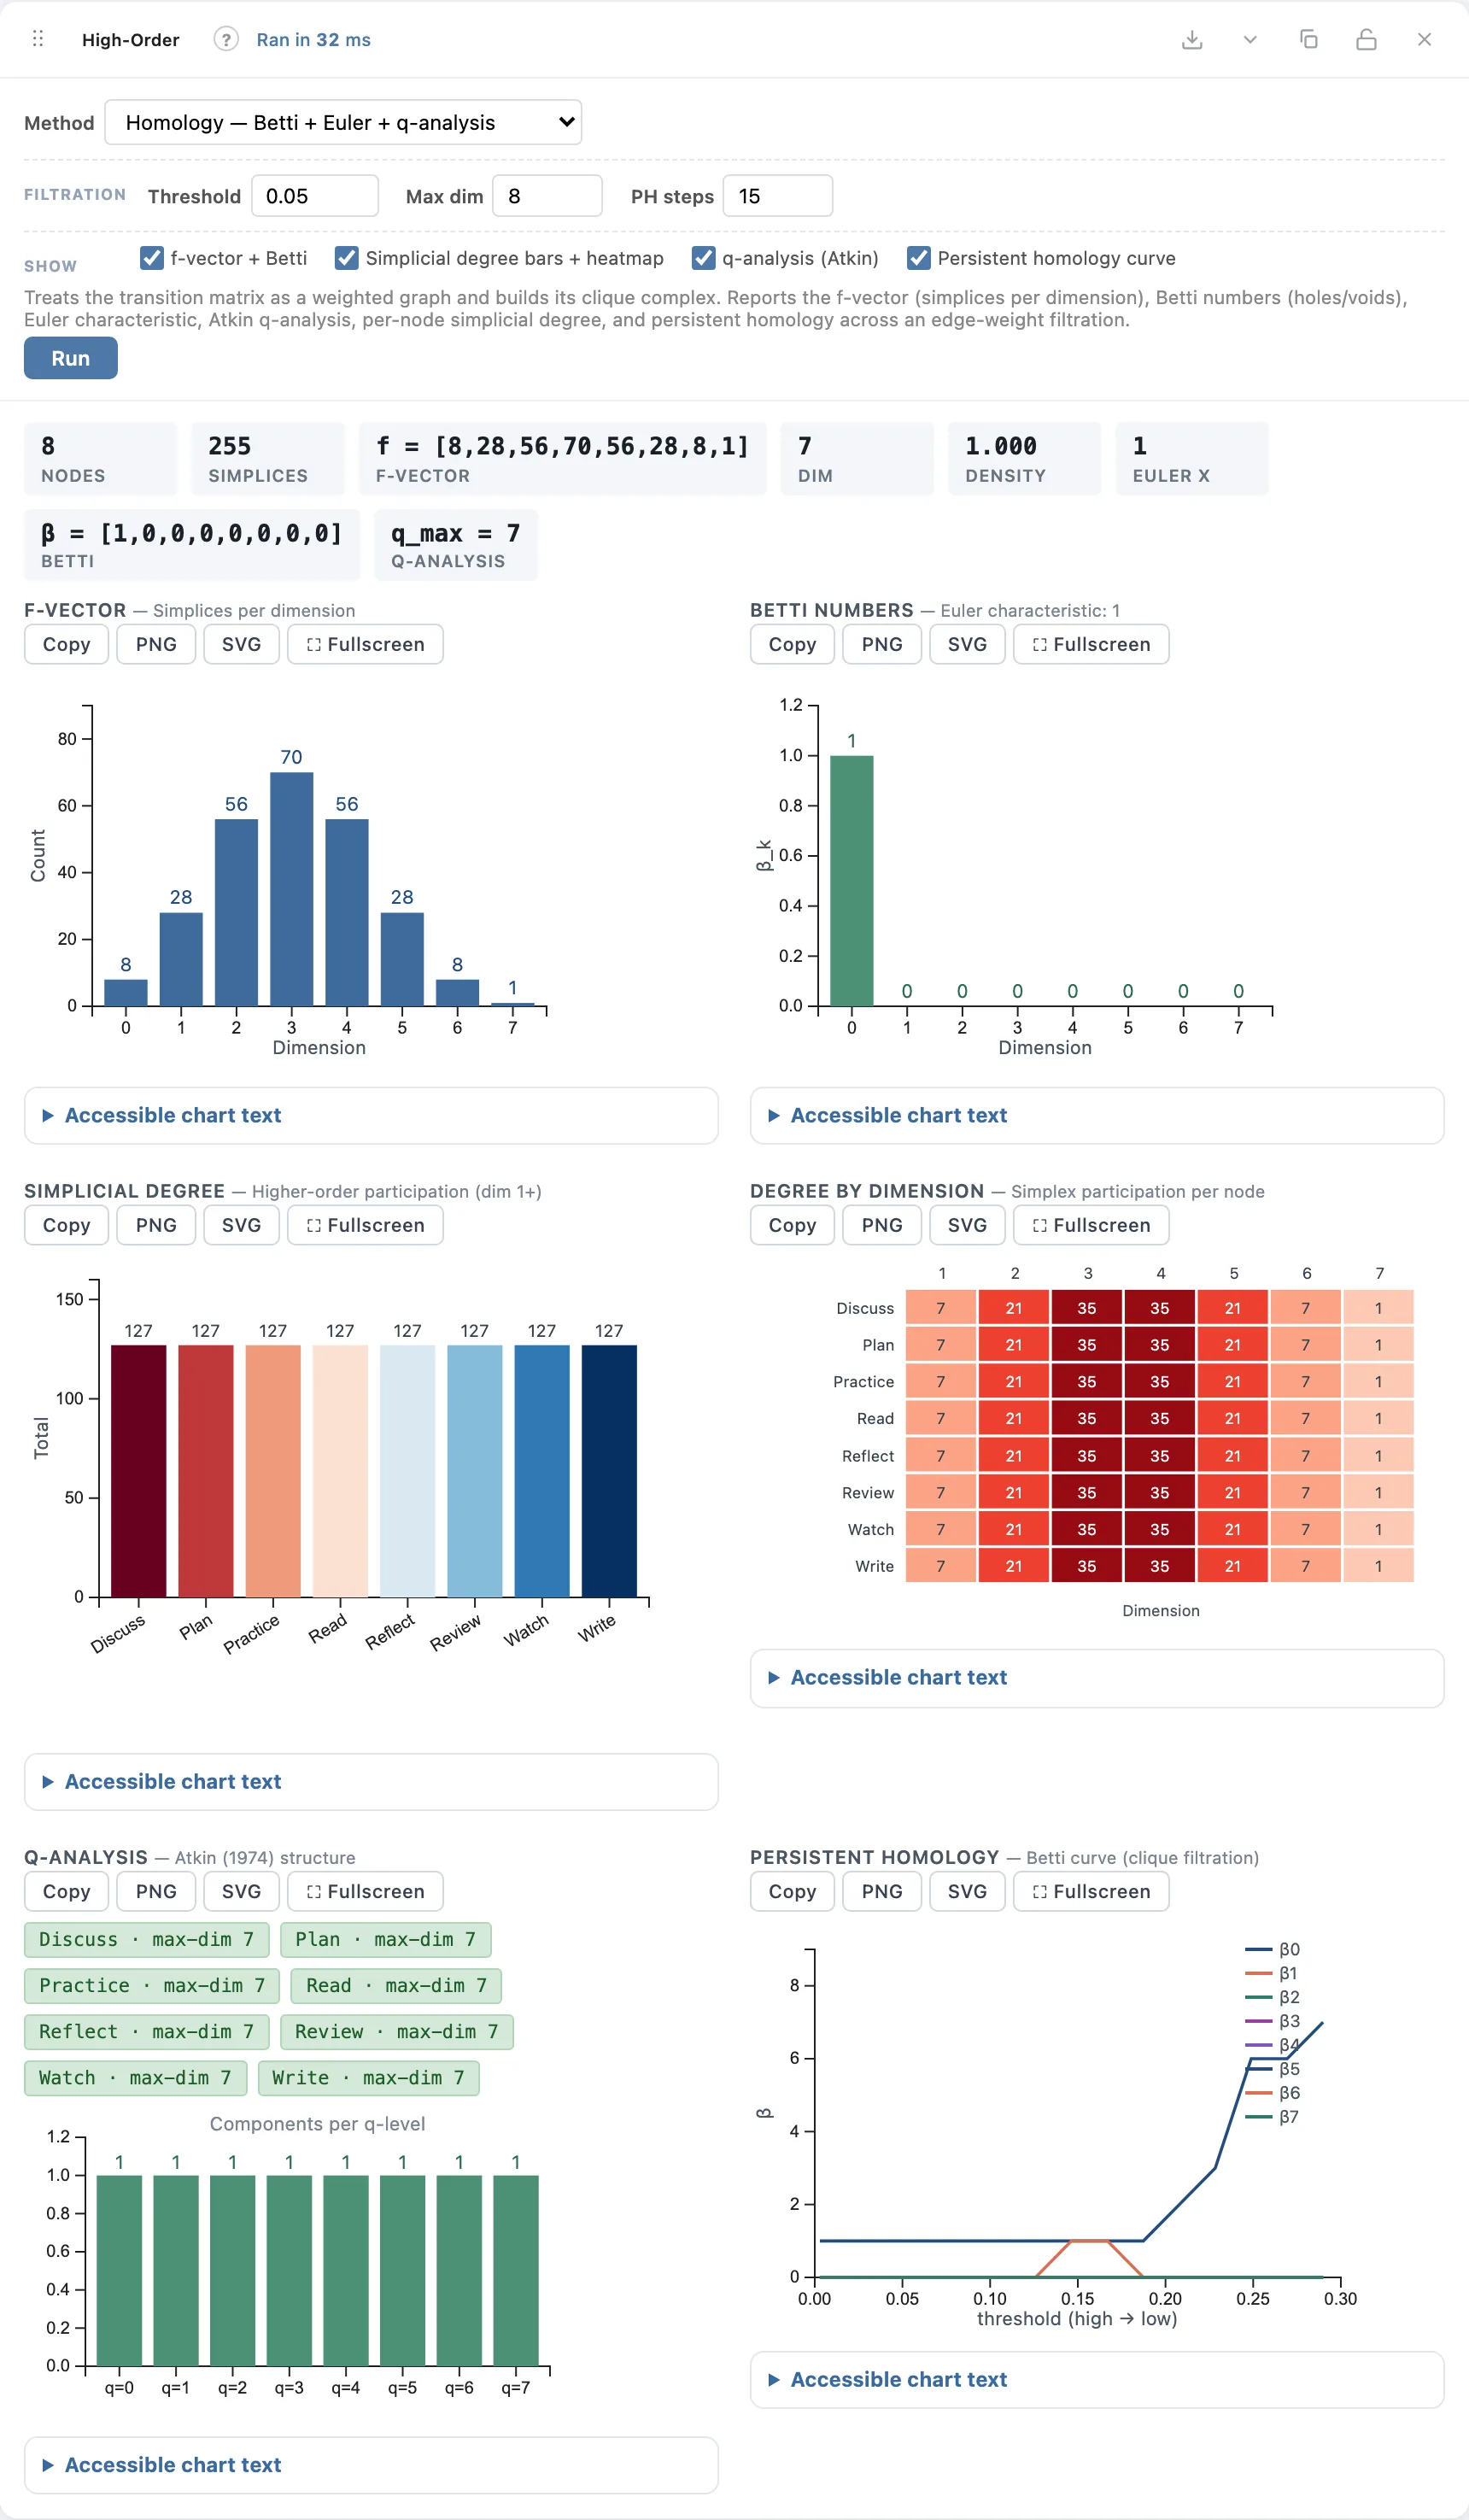 High-Order ? Ran in 32 ms
Method Homology — Betti + Euler + q-analysis
FILTRATION Threshold 0.05 Max dim 8 PH steps 15
SHOW f-vector + Betti Simplicial degree bars + heatmap q-analysis (Atkin) Persistent homology curve
Treats the transition matrix as a weighted graph and builds its clique complex. Reports the f-vector (simplices per dimension), Betti numbers (holes/voids),
Euler characteristic, Atkin q-analysis, per-node simplicial degree, and persistent homology across an edge-weight filtration.
Run
8 255 f = [8,28,56,70,56,28,8,1] 7 1.000 1
NODES SIMPLICES F-VECTOR DIM DENSITY EULER X
β = [1,0,0,0,0,0,0,0] q_max = 7
BETTI Q-ANALYSIS
F-VECTOR — Simplices per dimension
Copy PNG SVG Fullscreen
80
60
40
20
0
Count
8 28 56 70 56 28 8 1
0 1 2 3 4 5 6 7
Dimension
Accessible chart text
BETTI NUMBERS — Euler characteristic: 1
Copy PNG SVG Fullscreen
1.2
1.0
0.8
0.6
0.4
0.2
0.0
β_k
1 0 0 0 0 0 0 0
0 1 2 3 4 5 6 7
Dimension
Accessible chart text
SIMPLICIAL DEGREE — Higher-order participation (dim 1+)
Copy PNG SVG Fullscreen
150
100
50
0
Total
127 127 127 127 127 127 127 127
Discuss Plan Practice Read Reflect Review Watch Write
Accessible chart text
DEGREE BY DIMENSION — Simplex participation per node
Copy PNG SVG Fullscreen
1 2 3 4 5 6 7
Discuss 7 21 35 35 21 7 1
Plan 7 21 35 35 21 7 1
Practice 7 21 35 35 21 7 1
Read 7 21 35 35 21 7 1
Reflect 7 21 35 35 21 7 1
Review 7 21 35 35 21 7 1
Watch 7 21 35 35 21 7 1
Write 7 21 35 35 21 7 1
Dimension
Accessible chart text
Q-ANALYSIS — Atkin (1974) structure
Copy PNG SVG Fullscreen
Discuss · max-dim 7 Plan · max-dim 7
Practice · max-dim 7 Read · max-dim 7
Reflect · max-dim 7 Review · max-dim 7
Watch · max-dim 7 Write · max-dim 7
Components per q-level
1.2
1.0
0.8
0.6
0.4
0.2
0.0
1 1 1 1 1 1 1 1
q=0 q=1 q=2 q=3 q=4 q=5 q=6 q=7
Accessible chart text
PERSISTENT HOMOLOGY — Betti curve (clique filtration)
Copy PNG SVG Fullscreen
β0
β1
β2
β3
β4
β5
β6
β7
8
6
4
2
0
β
0.00 0.05 0.10 0.15 0.20 0.25 0.30
threshold (high → low)
Accessible chart text